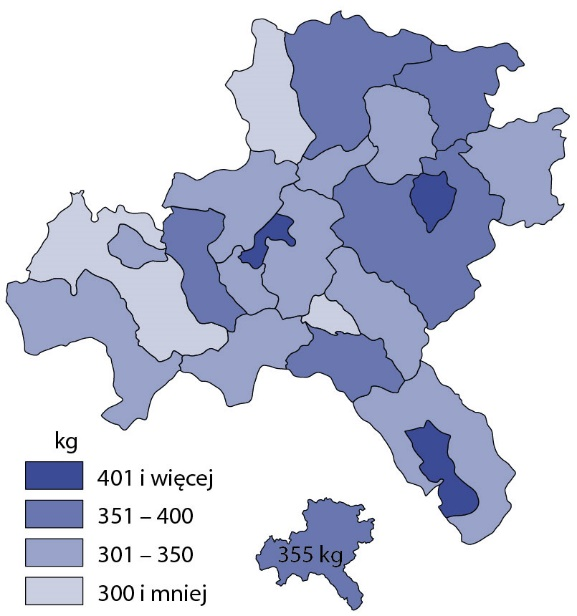 kg
401 i więcej
351 – 400
301 – 350
300 i mniej
355 kg